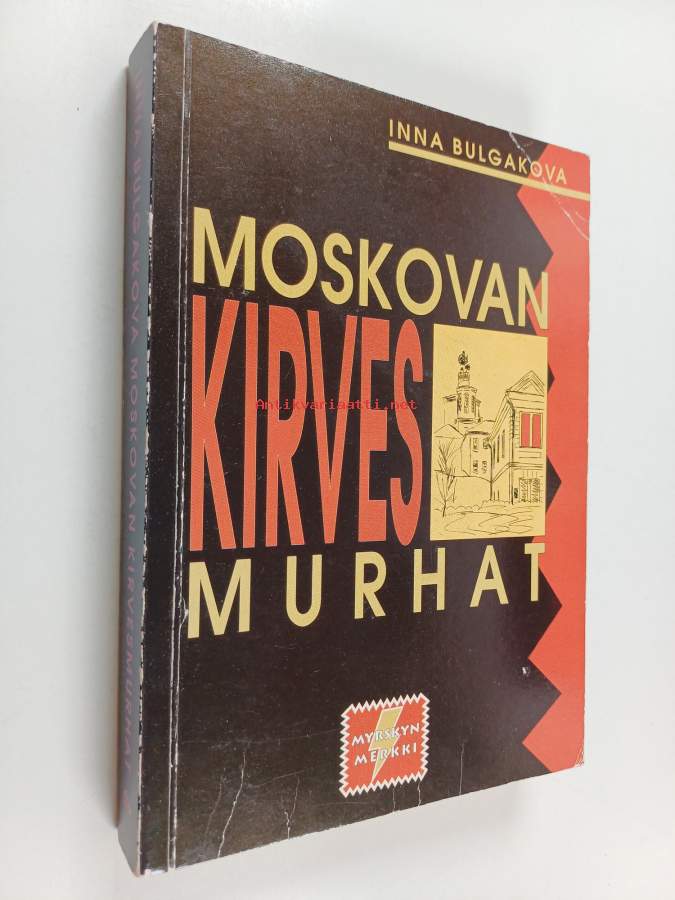 INNA BULGAKOVA
MOSKOVAN
KIRVES
Antikvariaatti.net
MURHAT
MYRSKYN
MERKKI
INNA BULGAKOVA MOSKOVAN KIRVESMURHAT